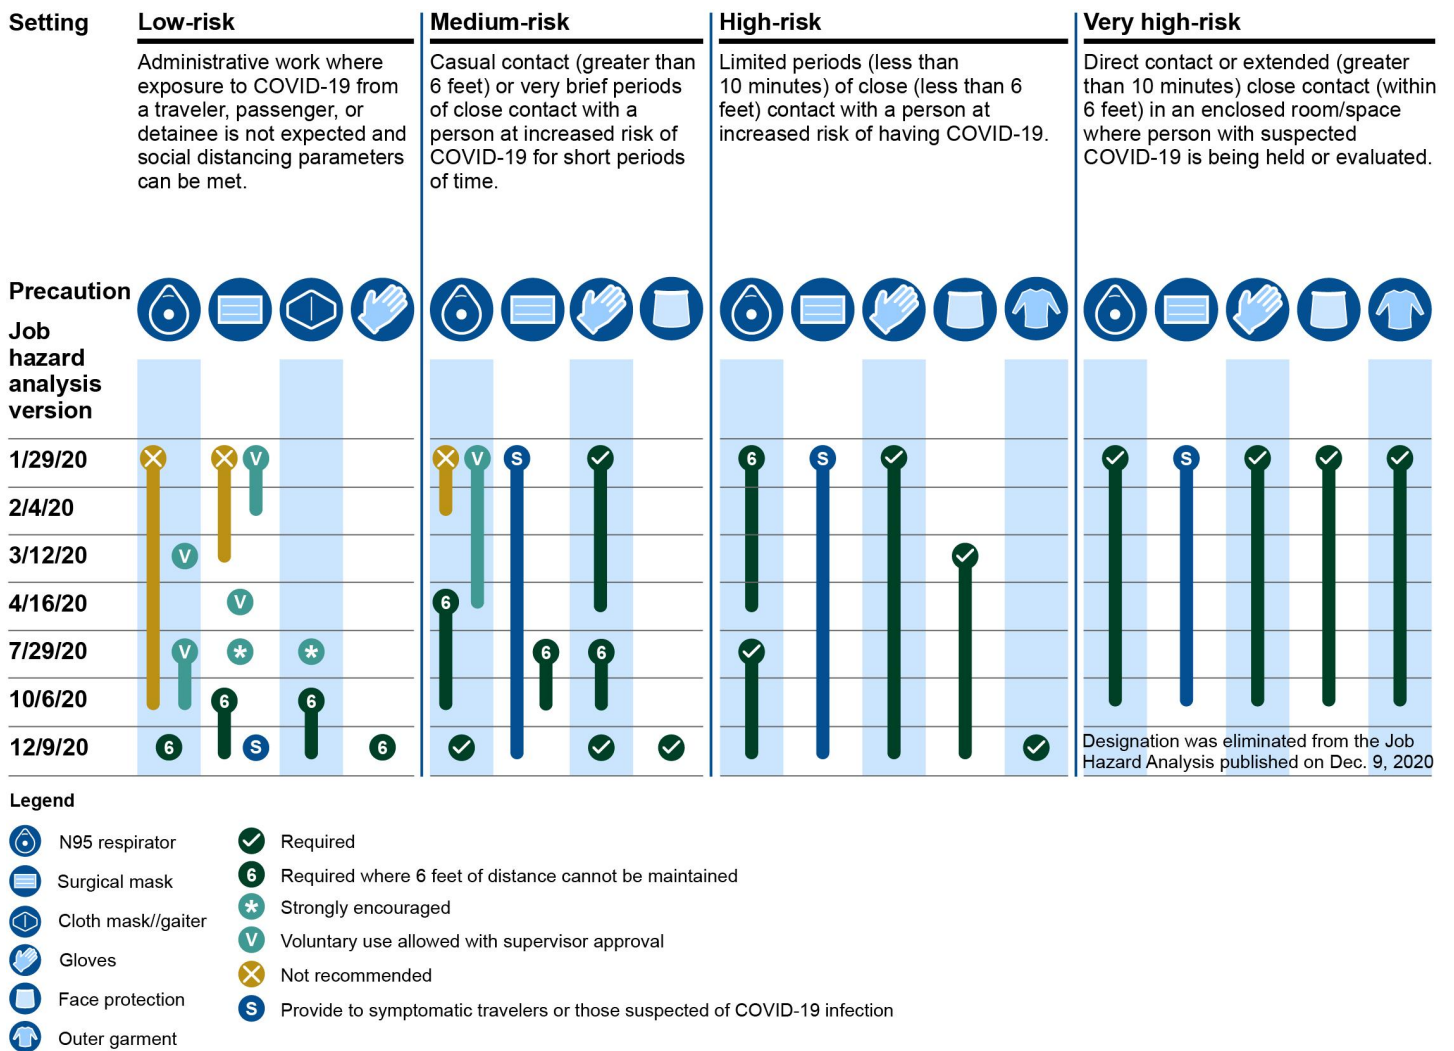 Setting
Low-risk
Administrative work where
exposure to COVID-19 from
a traveler, passenger, or
detainee is not expected and
social distancing parameters
can be met.
Medium-risk
Casual contact (greater than
6 feet) or very brief periods
of close contact with a
person at increased risk of
COVID-19 for short periods
of time.
High-risk
Limited periods (less than
10 minutes) of close (less than 6
feet) contact with a person at
increased risk of having COVID-19.
Very high-risk
Direct contact or extended (greater
than 10 minutes) close contact (within
6 feet) in an enclosed room/space
where person with suspected
COVID-19 is being held or evaluated.
Precaution
Job
hazard
analysis
version
1/29/20 V V S 6 S S
2/4/20
3/12/20 V
4/16/20 V 6
7/29/20 V * * 6 6
10/6/20 6 6
12/9/20 6 S 6
Designation was eliminated from the Job
Hazard Analysis published on Dec. 9, 2020
Legend
N95 respirator
Surgical mask
Cloth mask//gaiter
Gloves
Face protection
Outer garment
Required
6 Required where 6 feet of distance cannot be maintained
* Strongly encouraged
V Voluntary use allowed with supervisor approval
Not recommended
S Provide to symptomatic travelers or those suspected of COVID-19 infection